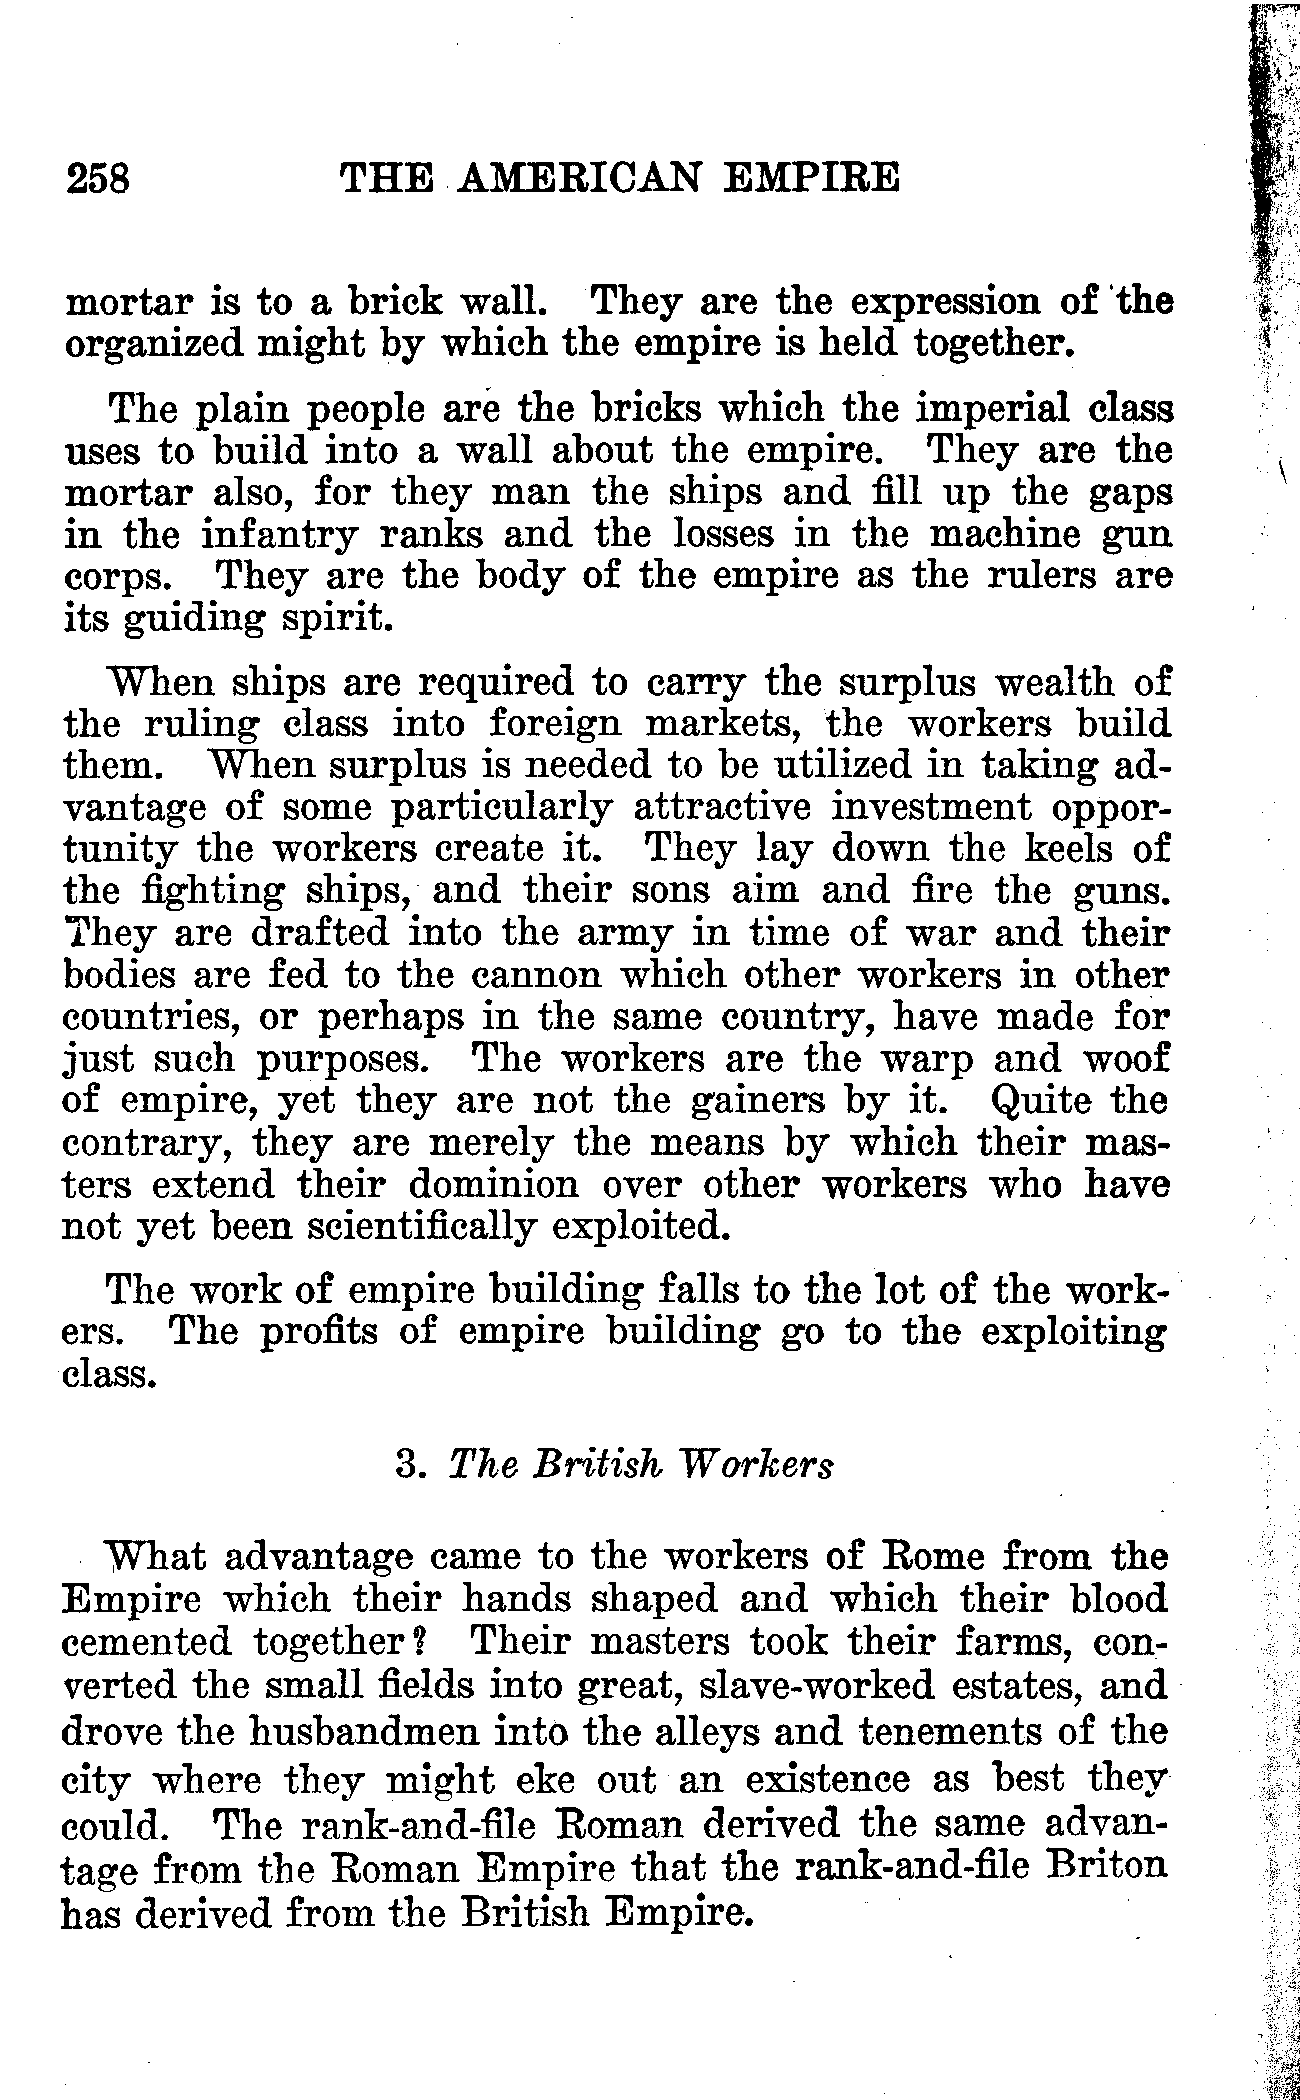 258 THE AMERICAN EMPIRE
mortar is to a brick wall. They are the expression of the
organized might by which the empire is held together.
The plain people are the bricks which the imperial class
uses to build into a wall about the empire. They are the
mortar also, for they man the ships and fill up the gaps
in the infantry ranks and the losses in the machine gun
corps. They are the body of the empire as the rulers are
its guiding spirit.
When ships are required to carry the surplus wealth of
the ruling class into foreign markets, the workers build
them. When surplus is needed to be utilized in taking ad-
vantage of some particularly attractive investment oppor-
tunity the workers create it. They lay down the keels of
the fighting ships, and their sons aim and fire the guns.
They are drafted into the army in time of war and their
bodies are fed to the cannon which other workers in other
countries, or perhaps in the same country, have made for
just such purposes. The workers are the warp and woof
of empire, yet they are not the gainers by it. Quite the
contrary, they are merely the means by which their mas-
ters extend their dominion over other workers who have
not yet been scientifically exploited.
The work of empire building falls to the lot of the work-
ers. The profits of empire building go to the exploiting
class.
3. The British Workers
What advantage came to the workers of Rome from the
Empire which their hands shaped and which their blood
cemented together? Their masters took their farms, con-
verted the small fields into great, slave-worked estates, and
drove the husbandmen into the alleys and tenements of the
city where they might eke out an existence as best they
could. The rank-and-file Roman derived the same advan-
tage from the Roman Empire that the rank-and-file Briton
has derived from the British Empire.